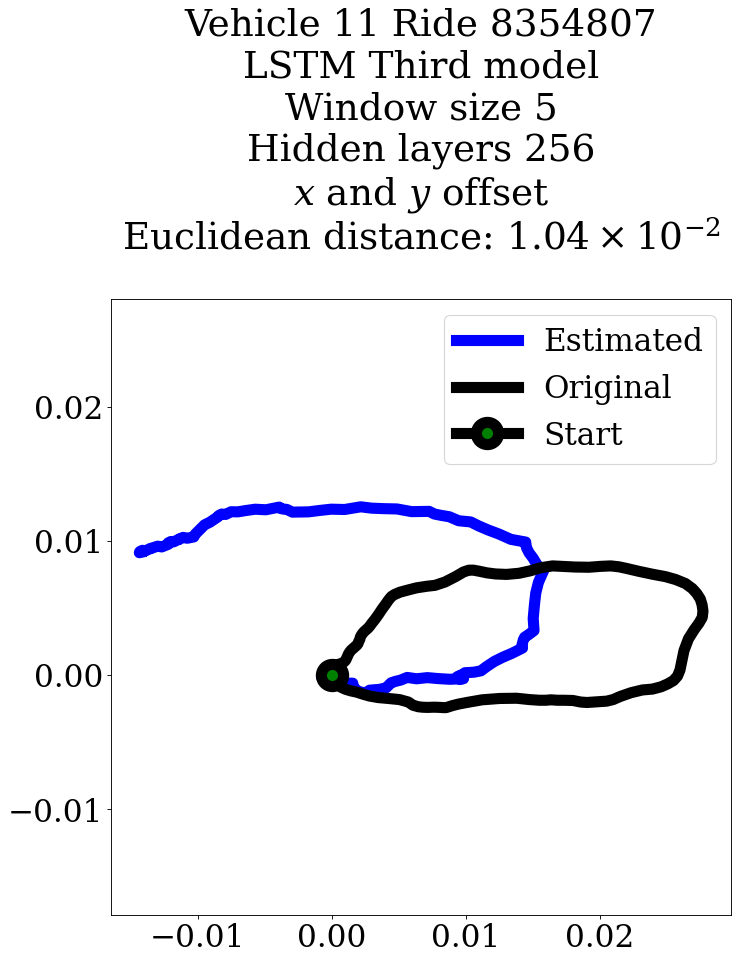 Vehicle 11 Ride 8354807
LSTM Third model
Window size 5
Hidden layers 256
x and y offset
Euclidean distance: 1.04 × 10⁻²
Estimated
Original
Start
0.02
0.01
0.00
−0.01
−0.01 0.00 0.01 0.02